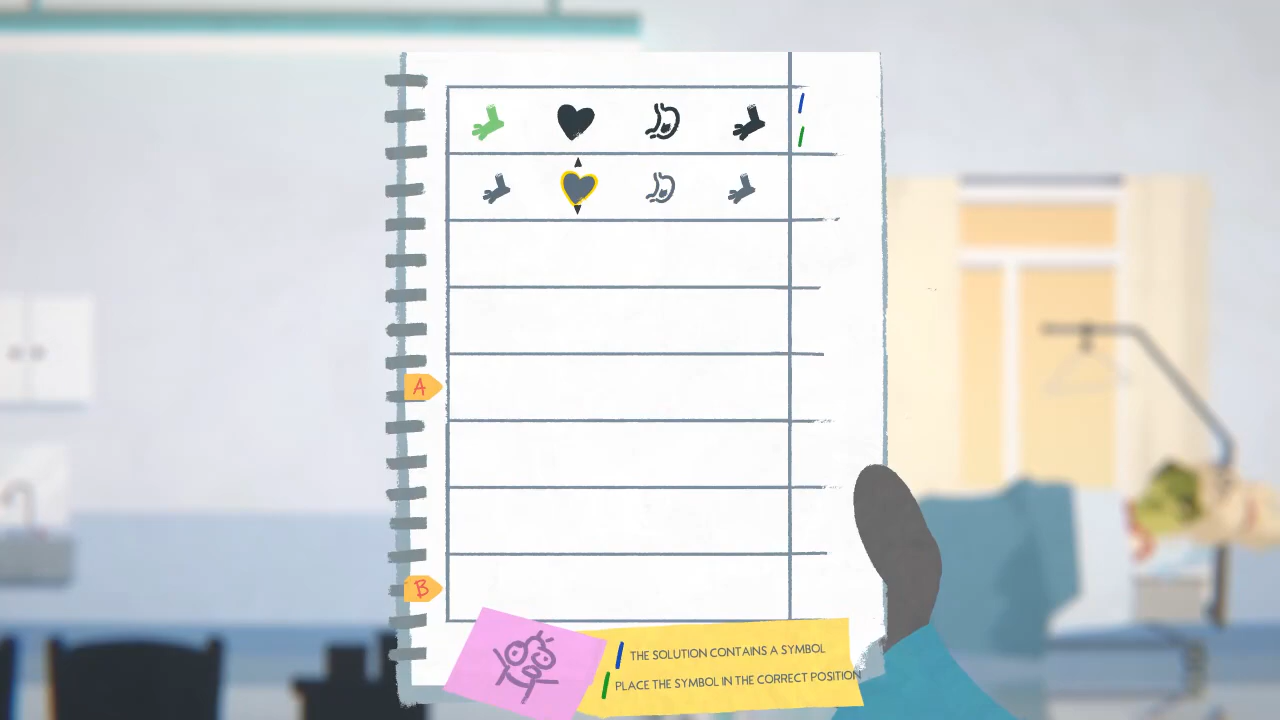 A
B
THE SOLUTION CONTAINS A SYMBOL
PLACE THE SYMBOL IN THE CORRECT POSITION